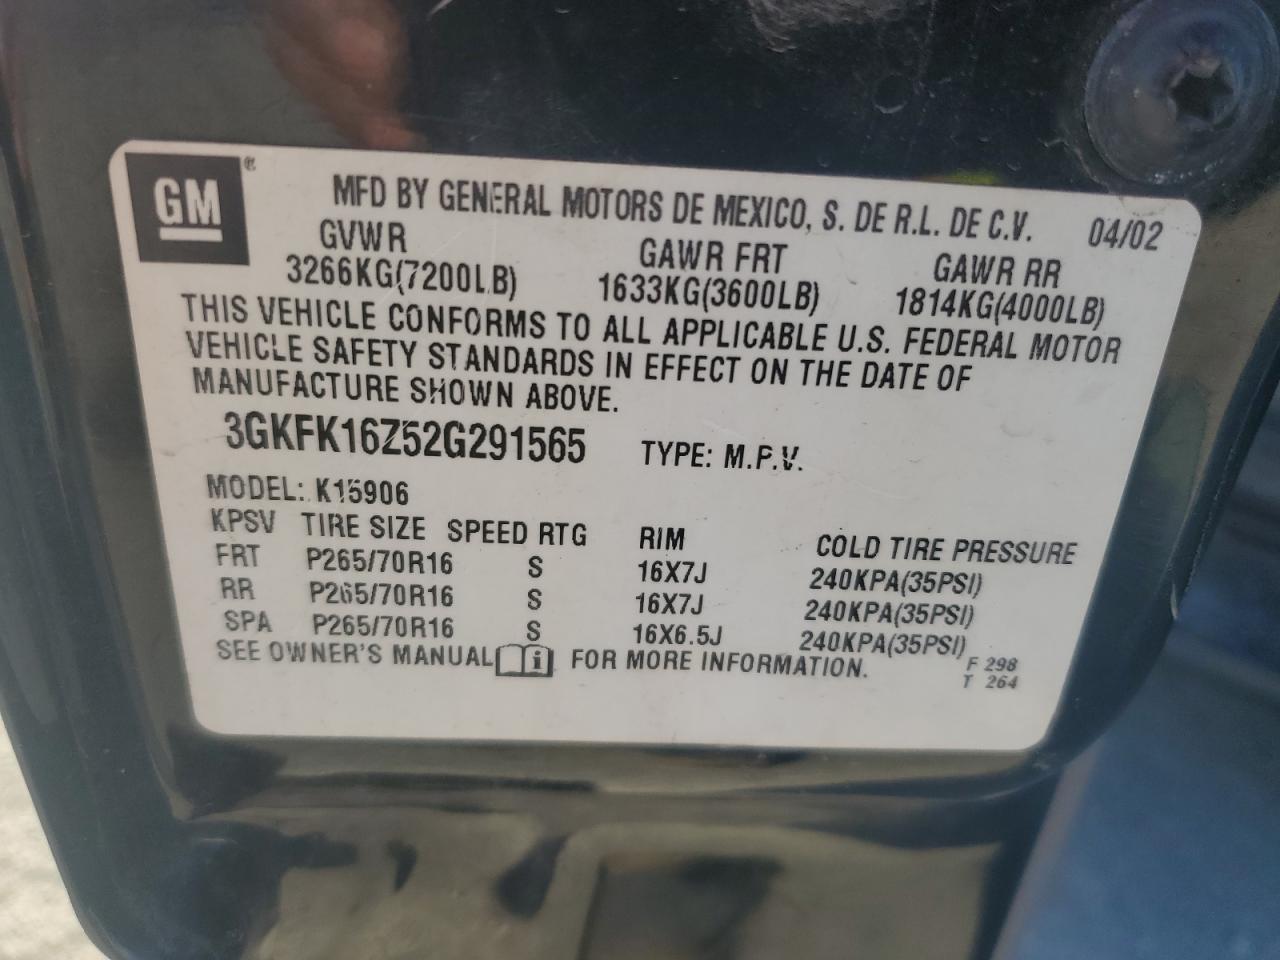 GM®
MFD BY GENERAL MOTORS DE MEXICO, S. DE R.L. DE C.V. 04/02
GVWR GAWR FRT GAWR RR
3266KG(7200LB) 1633KG(3600LB) 1814KG(4000LB)
THIS VEHICLE CONFORMS TO ALL APPLICABLE U.S. FEDERAL MOTOR
VEHICLE SAFETY STANDARDS IN EFFECT ON THE DATE OF
MANUFACTURE SHOWN ABOVE.
3GKFK16Z52G291565 TYPE: M.P.V.
MODEL: K15906
KPSV TIRE SIZE SPEED RTG RIM COLD TIRE PRESSURE
FRT P265/70R16 S 16X7J 240KPA(35PSI)
RR P265/70R16 S 16X7J 240KPA(35PSI)
SPA P265/70R16 S 16X6.5J 240KPA(35PSI)
SEE OWNER'S MANUAL i FOR MORE INFORMATION.
F 298
T 264